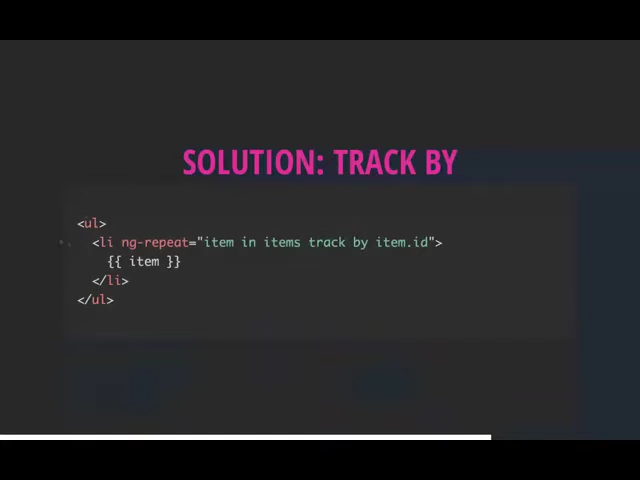 SOLUTION: TRACK BY
<ul>
<li ng-repeat="item in items track by item.id">
{{ item }}
</li>
</ul>